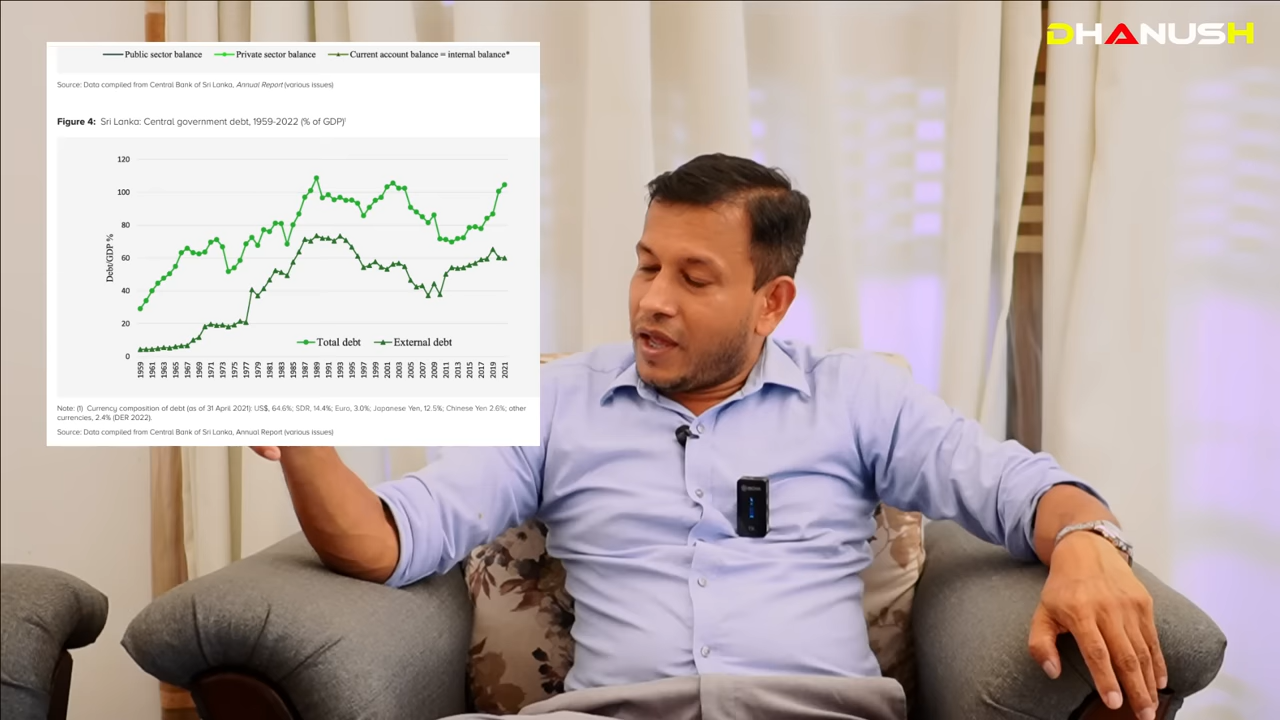 DHANUSH
Public sector balance Private sector balance Current account balance = internal balance*
Source: Data compiled from Central Bank of Sri Lanka, Annual Report (various issues)
Figure 4: Sri Lanka: Central government debt, 1959-2022 (% of GDP)¹
120
100
80
60
40
20
0
Debt/GDP %
Total debt External debt
1959 1961 1963 1965 1967 1969 1971 1973 1975 1977 1979 1981 1983 1985 1987 1989 1991 1993 1995 1997 1999 2001 2003 2005 2007 2009 2011 2013 2015 2017 2019 2021
Note: (1) Currency composition of debt (as of 31 April 2021): US$, 64.6%; SDR, 14.4%; Euro, 3.0%; Japanese Yen, 12.5%; Chinese Yen 2.6%; other
currencies, 2.4% (DER 2022).
Source: Data compiled from Central Bank of Sri Lanka, Annual Report (various issues)